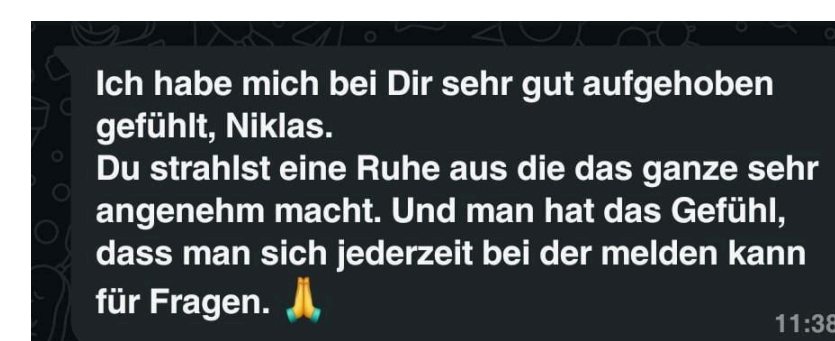 Ich habe mich bei Dir sehr gut aufgehoben
gefühlt, Niklas.
Du strahlst eine Ruhe aus die das ganze sehr
angenehm macht. Und man hat das Gefühl,
dass man sich jederzeit bei der melden kann
für Fragen. 🙏
11:38